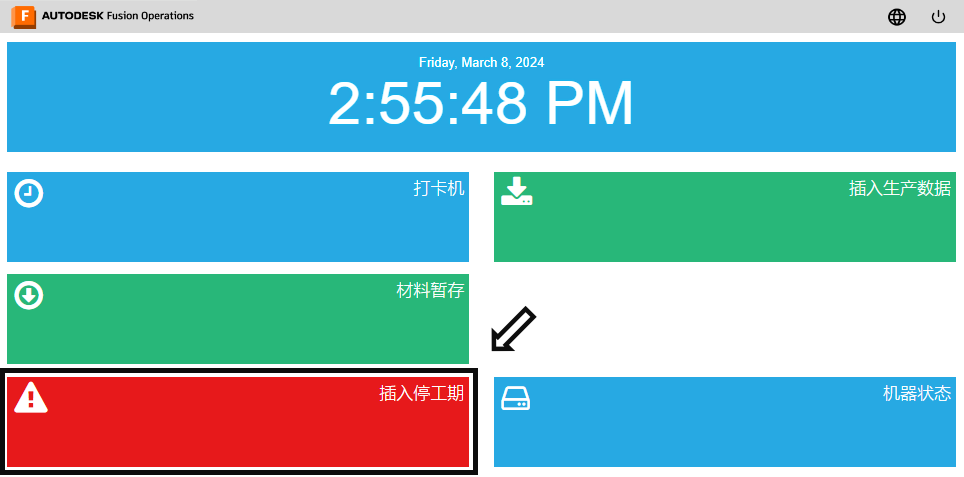 AUTODESK Fusion Operations
Friday, March 8, 2024
2:55:48 PM
打卡机
插入生产数据
材料暂存
插入停工期
机器状态